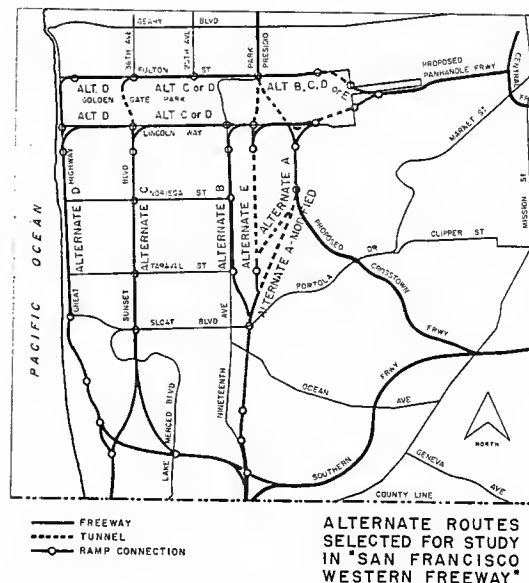 GEARY BLVD
36TH AVE
25TH AVE
PARK
PRESIDIO
FULTON ST
ALT. D
ALT C or D
ALT B,C,D or E
PROPOSED
PANHANDLE FRWY
CENTRAL
GOLDEN GATE PARK
ALT D
ALT C or D
LINCOLN WAY
MARKET ST
MISSION ST
HIGHWAY
BLVD
NORIEGA ST
ALTERNATE D
ALTERNATE C
ALTERNATE B
ALTERNATE E
ALTERNATE A
ALTERNATE A-MODIFIED
PROPOSED
CROSSTOWN
FRWY
CLIPPER ST
PORTOLA DR
TARAVAL ST
GREAT
SUNSET
SLOAT BLVD
AVE
NINETEENTH
PACIFIC OCEAN
OCEAN AVE
FRWY
SOUTHERN
LAKE MERCED BLVD
GENEVA AVE
COUNTY LINE
NORTH
FREEWAY
TUNNEL
RAMP CONNECTION
ALTERNATE ROUTES
SELECTED FOR STUDY
IN "SAN FRANCISCO
WESTERN FREEWAY"